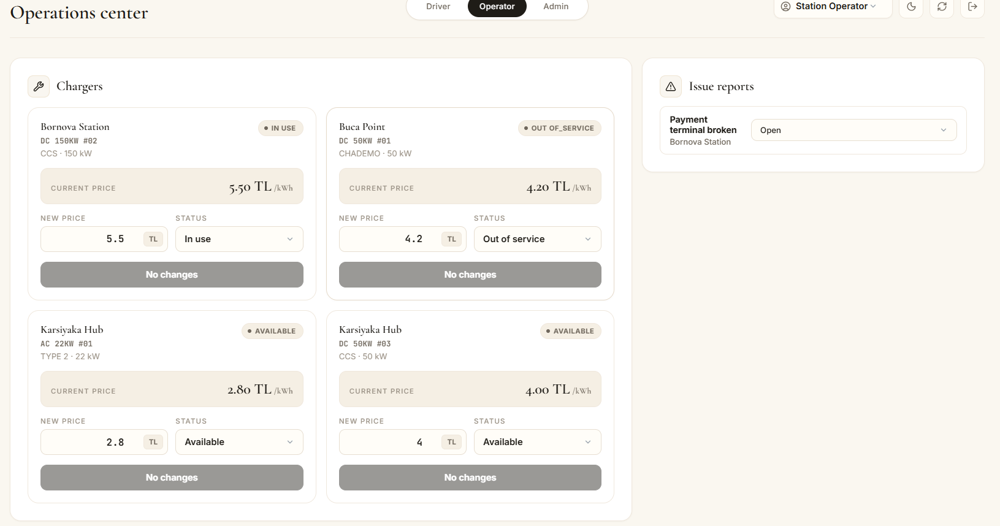 Operations center
Driver
Operator
Admin
Station Operator
Chargers
Bornova Station
IN USE
DC 150KW #02
CCS · 150 kW
CURRENT PRICE
5.50 TL /kWh
NEW PRICE
STATUS
5.5 TL
In use
No changes
Buca Point
OUT OF_SERVICE
DC 50KW #01
CHADEMO · 50 kW
CURRENT PRICE
4.20 TL /kWh
NEW PRICE
STATUS
4.2 TL
Out of service
No changes
Karsiyaka Hub
AVAILABLE
AC 22KW #01
TYPE 2 · 22 kW
CURRENT PRICE
2.80 TL /kWh
NEW PRICE
STATUS
2.8 TL
Available
No changes
Karsiyaka Hub
AVAILABLE
DC 50KW #03
CCS · 50 kW
CURRENT PRICE
4.00 TL /kWh
NEW PRICE
STATUS
4 TL
Available
No changes
Issue reports
Payment
terminal broken
Bornova Station
Open